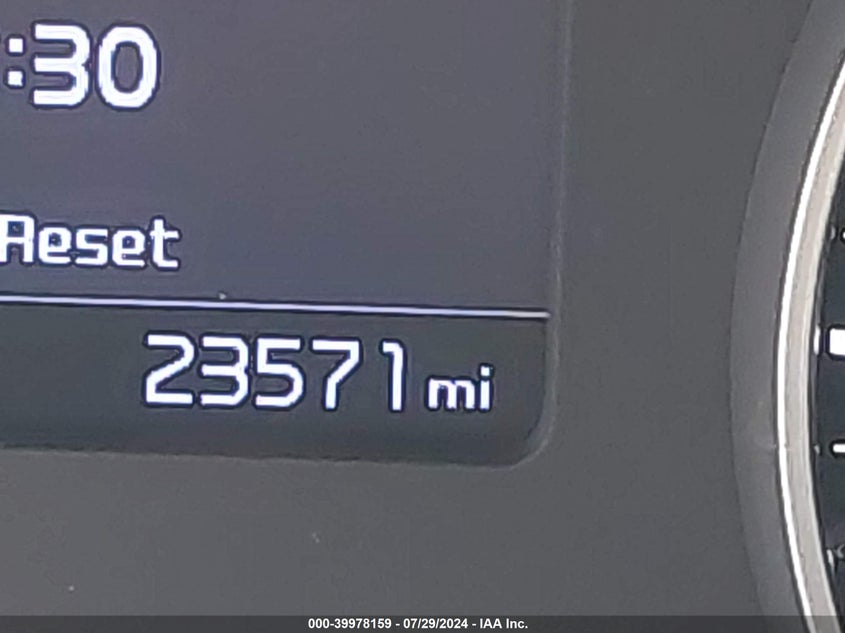 :30
Reset
23571 mi
000-39978159 - 07/29/2024 - IAA Inc.